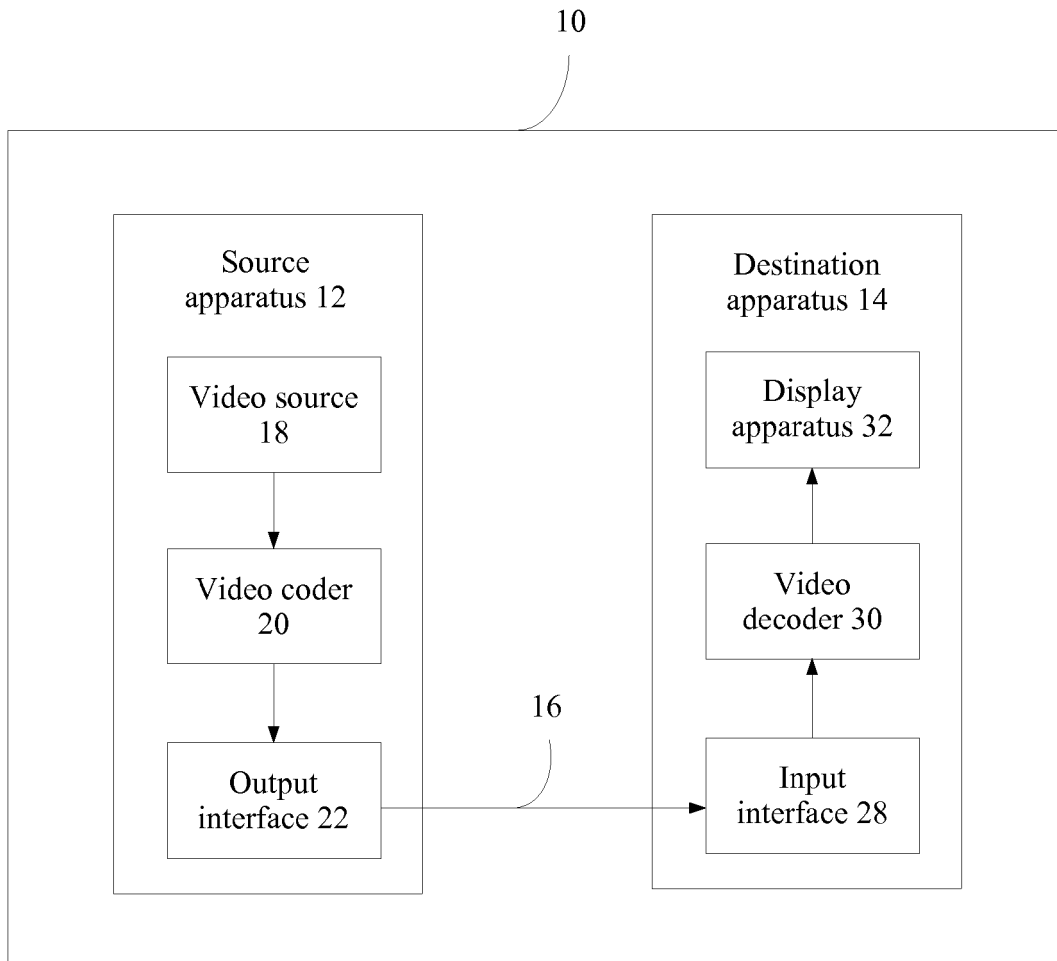 10
Source
apparatus 12
Video source
18
Video coder
20
Output
interface 22
16
Destination
apparatus 14
Display
apparatus 32
Video
decoder 30
Input
interface 28